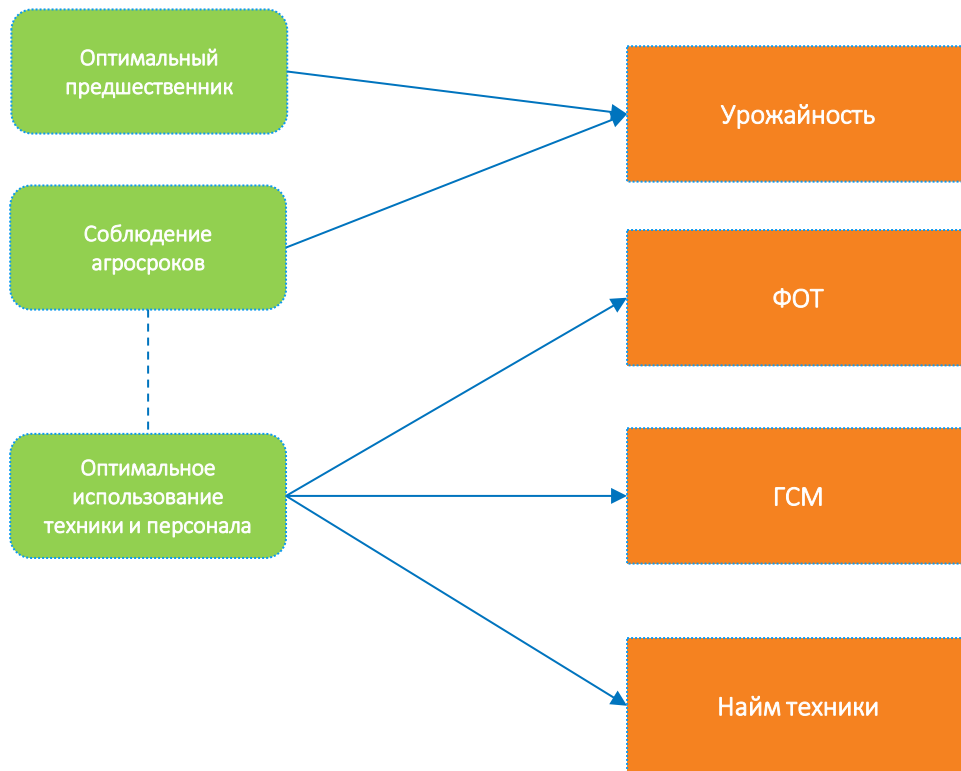 Оптимальный
предшественник
Урожайность
Соблюдение
агросроков
ФОТ
Оптимальное
использование
техники и персонала
ГСМ
Найм техники